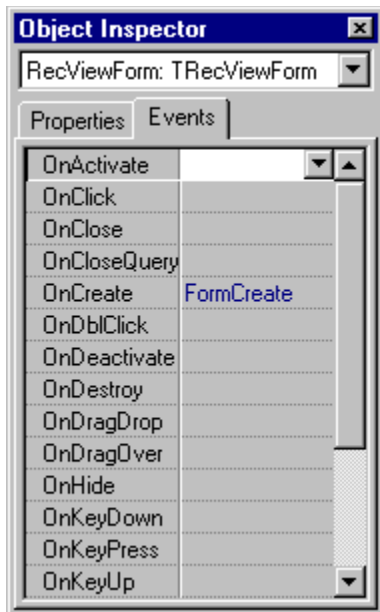 Object Inspector
RecViewForm: TRecViewForm
Properties Events
OnActivate
OnClick
OnClose
OnCloseQuery
OnCreate FormCreate
OnDblClick
OnDeactivate
OnDestroy
OnDragDrop
OnDragOver
OnHide
OnKeyDown
OnKeyPress
OnKeyUp